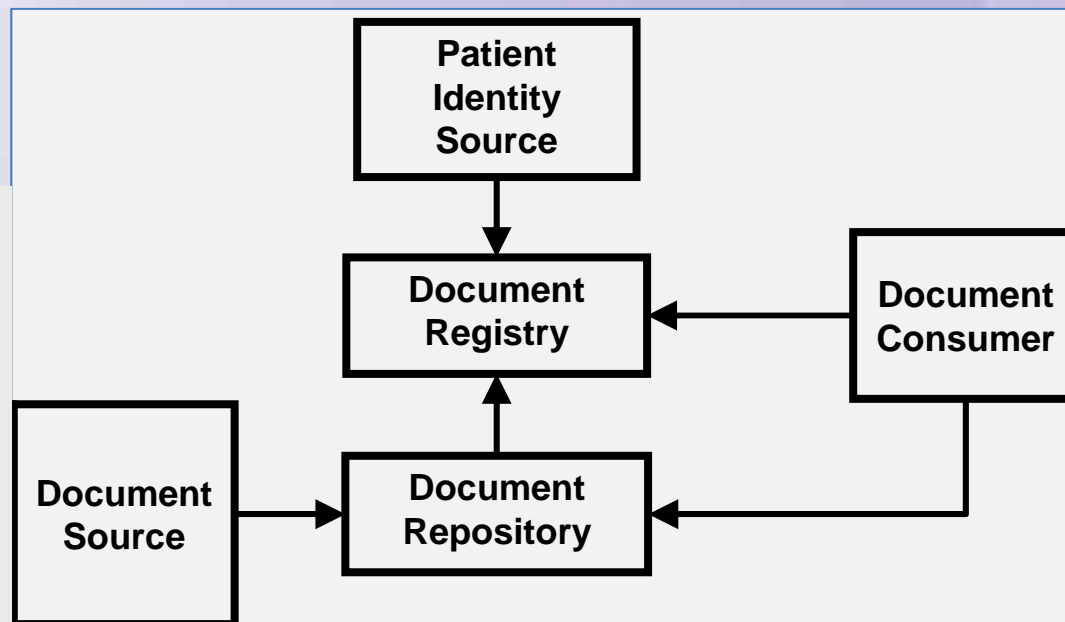 Patient
Identity
Source
Document
Registry
Document
Consumer
Document
Source
Document
Repository